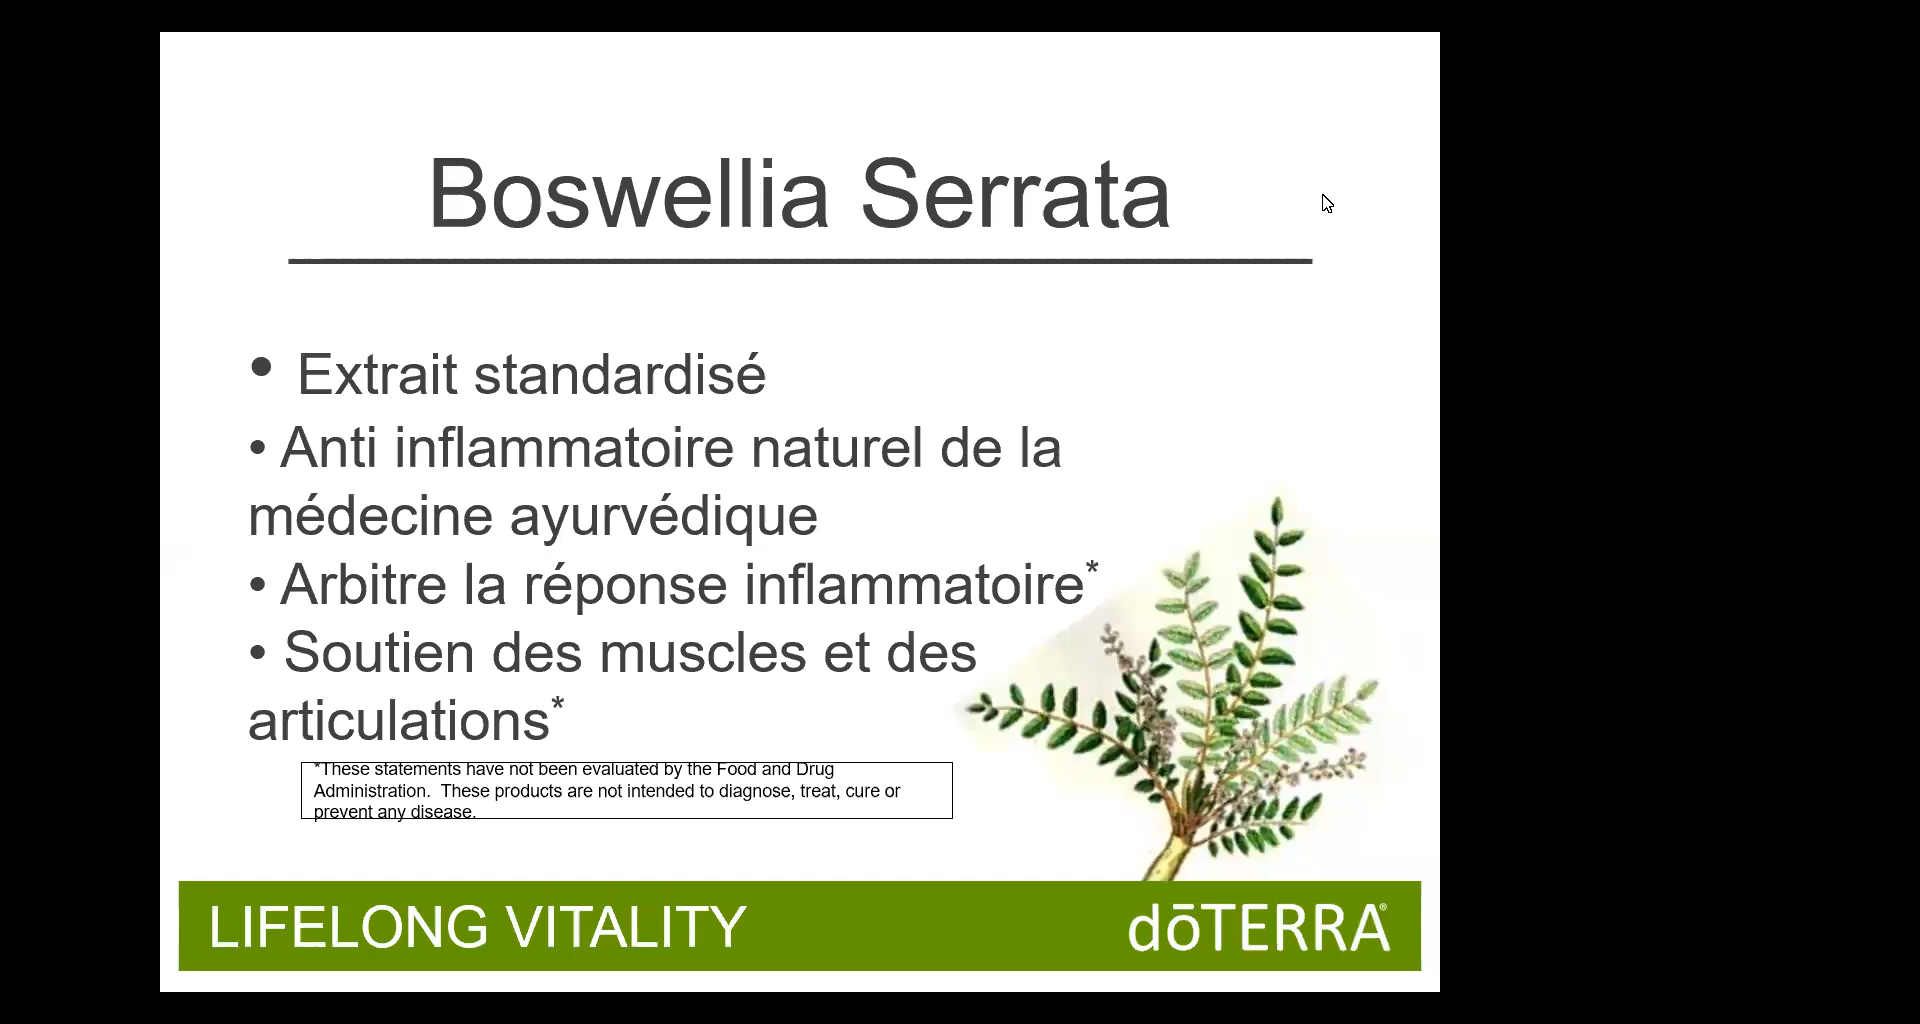 Boswellia Serrata
• Extrait standardisé
• Anti inflammatoire naturel de la
médecine ayurvédique
• Arbitre la réponse inflammatoire*
• Soutien des muscles et des
articulations*
*These statements have not been evaluated by the Food and Drug
Administration.  These products are not intended to diagnose, treat, cure or
prevent any disease.
LIFELONG VITALITY
dōTERRA®